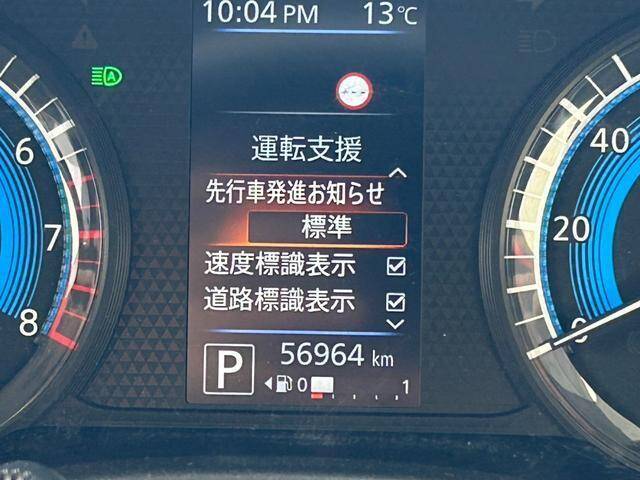 10:04 PM 13℃
A
運転支援
先行車発進お知らせ
標準
速度標識表示
道路標識表示
6
7
8
40
20
0
P
56964 km
0 1